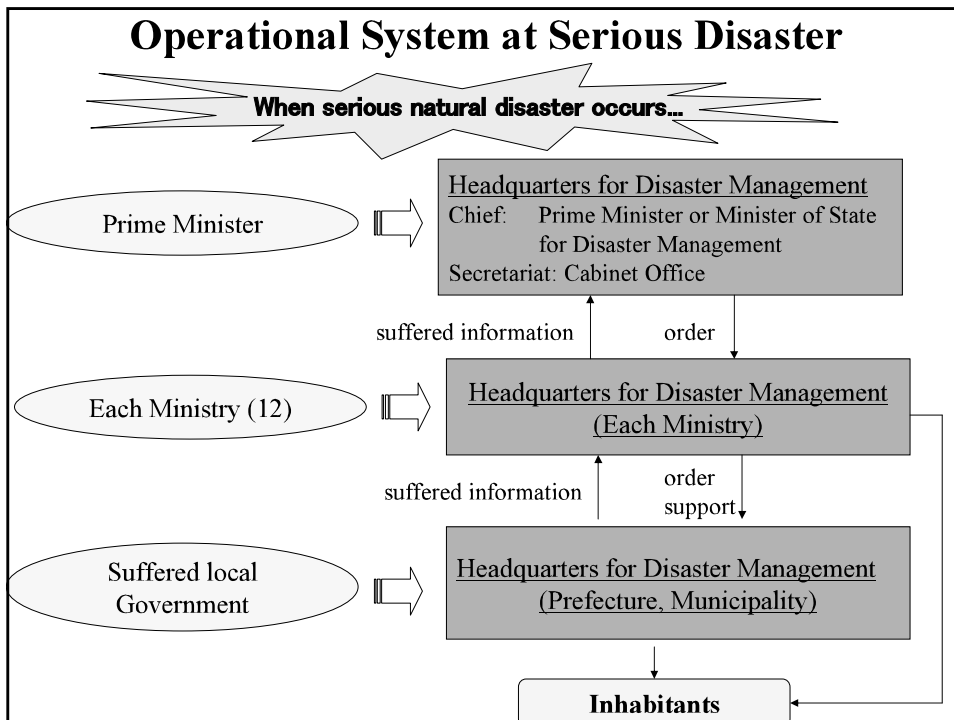 Operational System at Serious Disaster
When serious natural disaster occurs...
Prime Minister
Headquarters for Disaster Management
Chief: Prime Minister or Minister of State
for Disaster Management
Secretariat: Cabinet Office
suffered information
order
Each Ministry (12)
Headquarters for Disaster Management
(Each Ministry)
suffered information
order
support
Suffered local
Government
Headquarters for Disaster Management
(Prefecture, Municipality)
Inhabitants